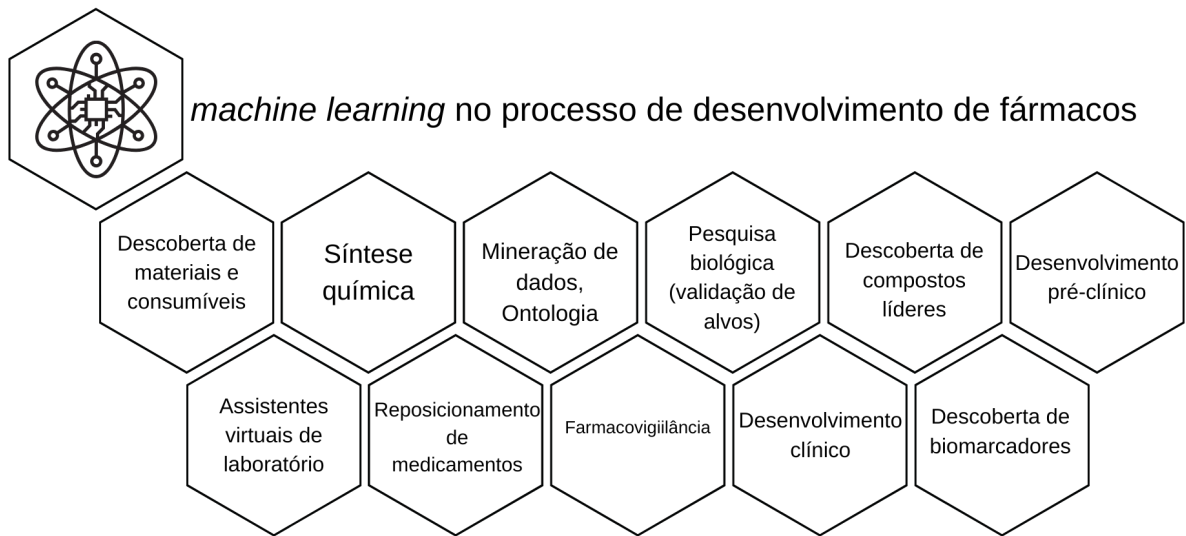 machine learning no processo de desenvolvimento de fármacos
Descoberta de
materiais e
consumíveis
Síntese
química
Mineração de
dados,
Ontologia
Pesquisa
biológica
(validação de
alvos)
Descoberta de
compostos
líderes
Desenvolvimento
pré-clínico
Assistentes
virtuais de
laboratório
Reposicionamento
de
medicamentos
Farmacovigiilância
Desenvolvimento
clínico
Descoberta de
biomarcadores